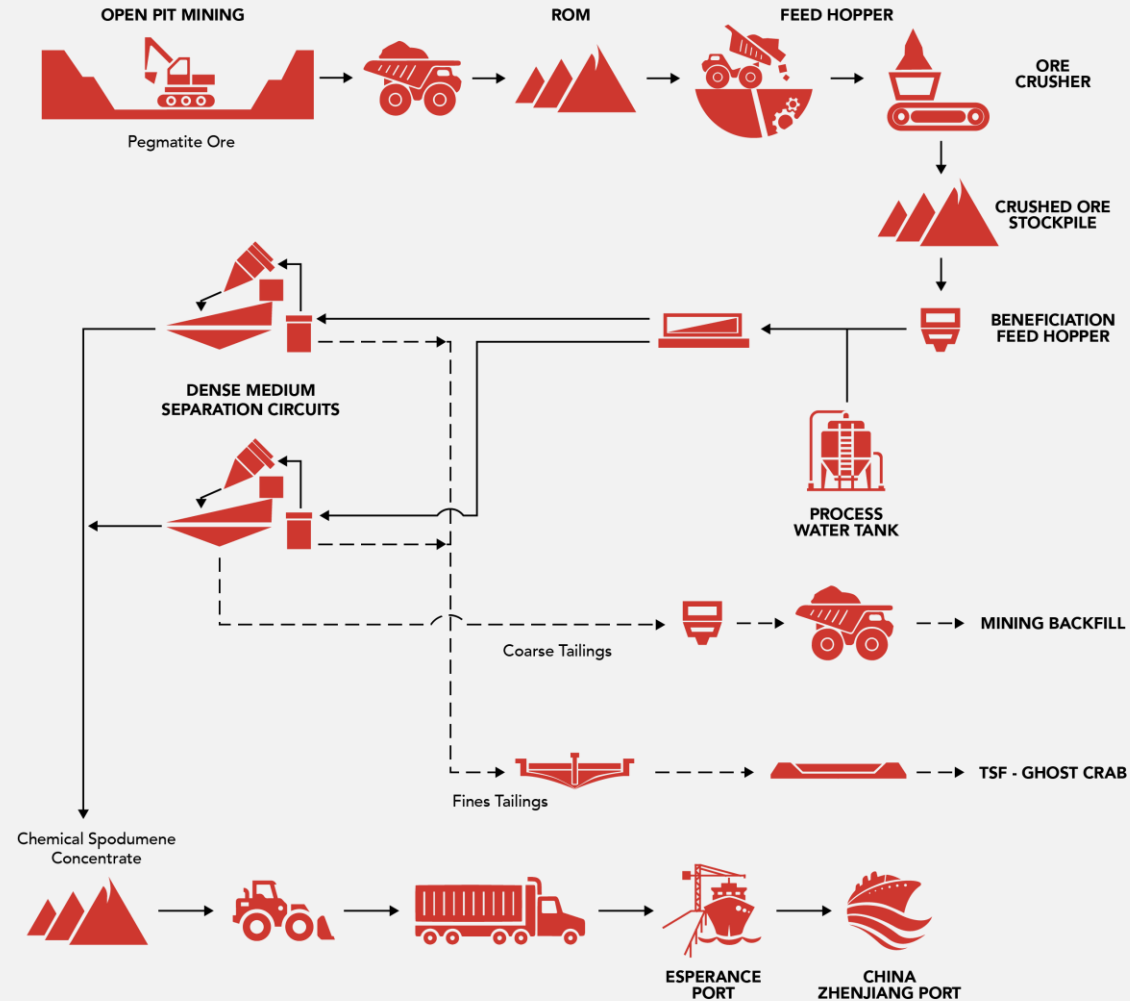 OPEN PIT MINING
ROM
FEED HOPPER
ORE
CRUSHER
Pegmatite Ore
CRUSHED ORE
STOCKPILE
BENEFICIATION
FEED HOPPER
DENSE MEDIUM
SEPARATION CIRCUITS
PROCESS
WATER TANK
MINING BACKFILL
Coarse Tailings
TSF - GHOST CRAB
Fines Tailings
Chemical Spodumene
Concentrate
ESPERANCE
PORT
CHINA
ZHENJIANG PORT